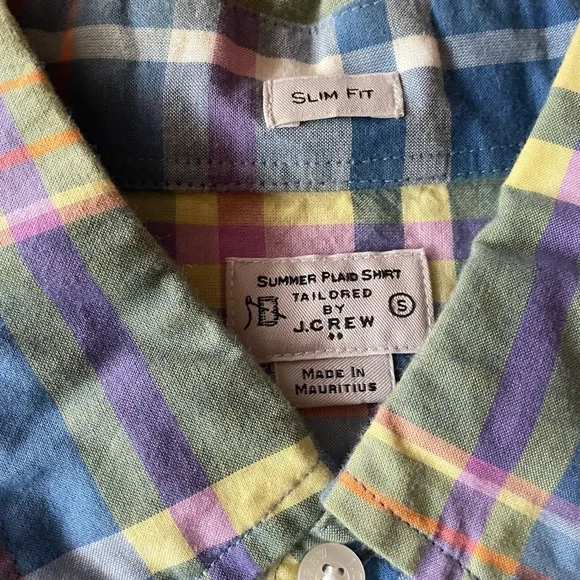 SLIM FIT
SUMMER PLAID SHIRT
TAILORED
BY
J.CREW
S
MADE IN
MAURITIUS